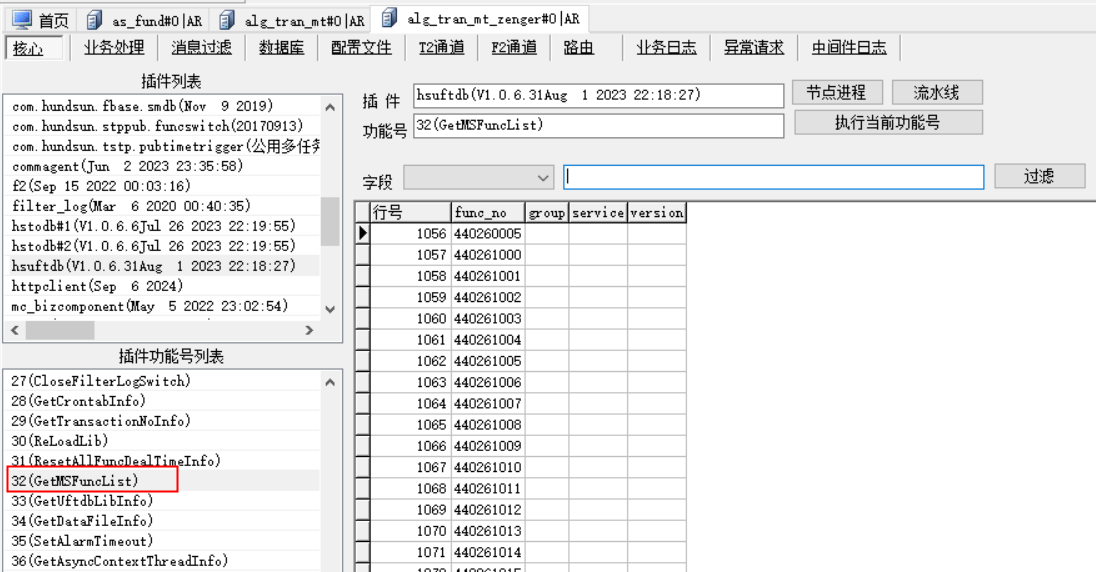 首页 as_fund#0|AR alg_tran_mt#0|AR alg_tran_mt_zenger#0|AR
核心 业务处理 消息过滤 数据库 配置文件 T2通道 F2通道 路由 业务日志 异常请求 中间件日志
插件列表
com.hundsun.fbase.smdb(Nov  9 2019)
com.hundsun.stppub.funcswitch(20170913)
com.hundsun.tstp.pubtimetrigger(公用多任务
commagent(Jun  2 2023 23:35:58)
f2(Sep 15 2022 00:03:16)
filter_log(Mar  6 2020 00:40:35)
hstodb#1(V1.0.6.6Jul 26 2023 22:19:55)
hstodb#2(V1.0.6.6Jul 26 2023 22:19:55)
hsuftdb(V1.0.6.31Aug  1 2023 22:18:27)
httpclient(Sep  6 2024)
mc_bizcomponent(May  5 2022 23:02:54)
插件功能号列表
27(CloseFilterLogSwitch)
28(GetCrontabInfo)
29(GetTransactionNoInfo)
30(ReLoadLib)
31(ResetAllFuncDealTimeInfo)
32(GetMSFuncList)
33(GetUftdbLibInfo)
34(GetDataFileInfo)
35(SetAlarmTimeout)
36(GetAsyncContextThreadInfo)
插 件 hsuftdb(V1.0.6.31Aug  1 2023 22:18:27) 节点进程 流水线
功能号 32(GetMSFuncList) 执行当前功能号
字段 过滤
行号 func_no group service version
1056 440260005
1057 440261000
1058 440261001
1059 440261002
1060 440261003
1061 440261004
1062 440261005
1063 440261006
1064 440261007
1065 440261008
1066 440261009
1067 440261010
1068 440261011
1069 440261012
1070 440261013
1071 440261014